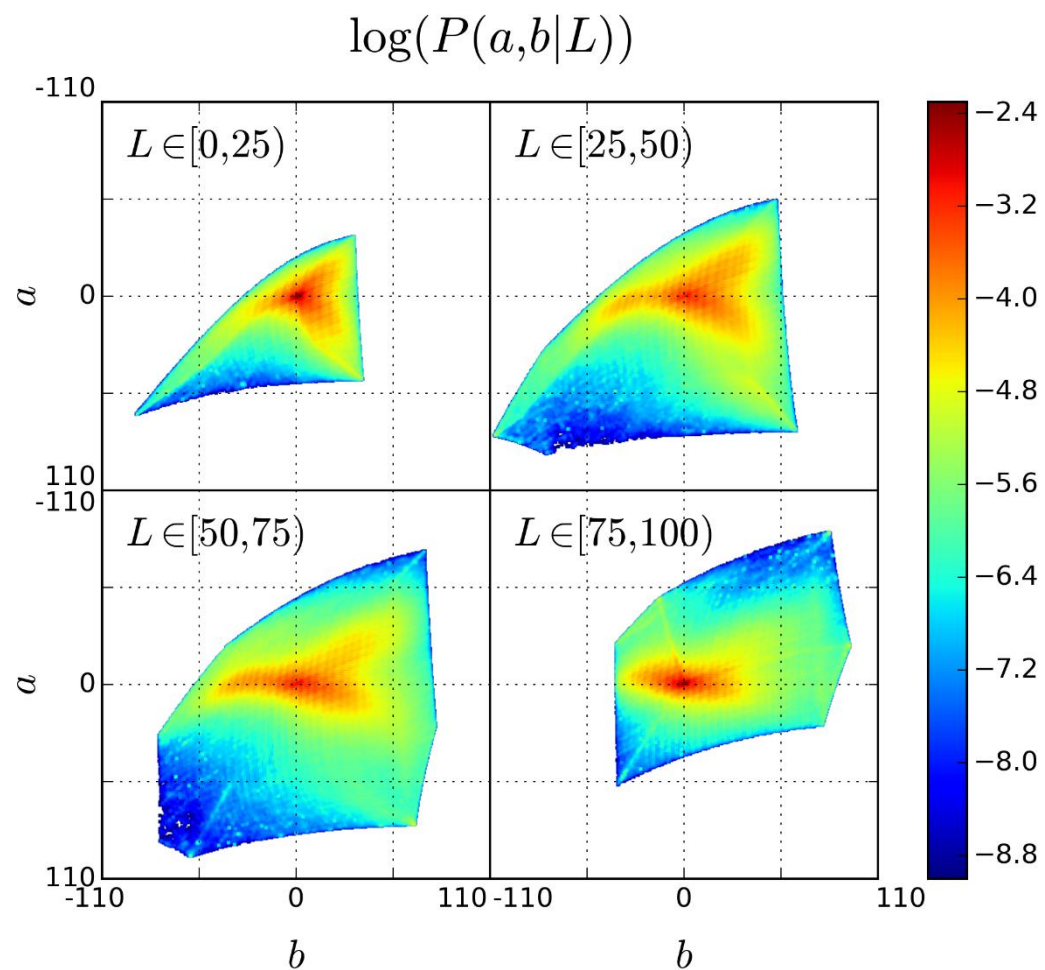 log(P(a,b|L))
-110
L∈[0,25)
L∈[25,50)
a
0
110
-110
L∈[50,75)
L∈[75,100)
a
0
110
-110
0
110
-110
0
110
b
b
−2.4
−3.2
−4.0
−4.8
−5.6
−6.4
−7.2
−8.0
−8.8